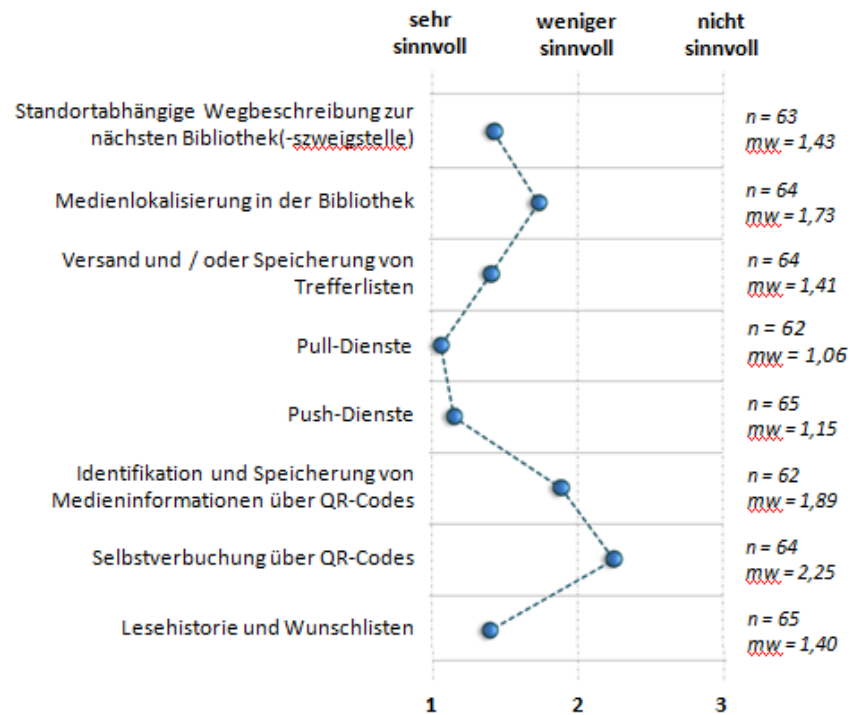 sehr sinnvoll
weniger sinnvoll
nicht sinnvoll
Standortabhängige Wegbeschreibung zur
nächsten Bibliothek(-szweigstelle)
n = 63
mw = 1,43
Medienlokalisierung in der Bibliothek
n = 64
mw = 1,73
Versand und / oder Speicherung von
Trefferlisten
n = 64
mw = 1,41
Pull-Dienste
n = 62
mw = 1,06
Push-Dienste
n = 65
mw = 1,15
Identifikation und Speicherung von
Medieninformationen über QR-Codes
n = 62
mw = 1,89
Selbstverbuchung über QR-Codes
n = 64
mw = 2,25
Lesehistorie und Wunschlisten
n = 65
mw = 1,40
1 2 3